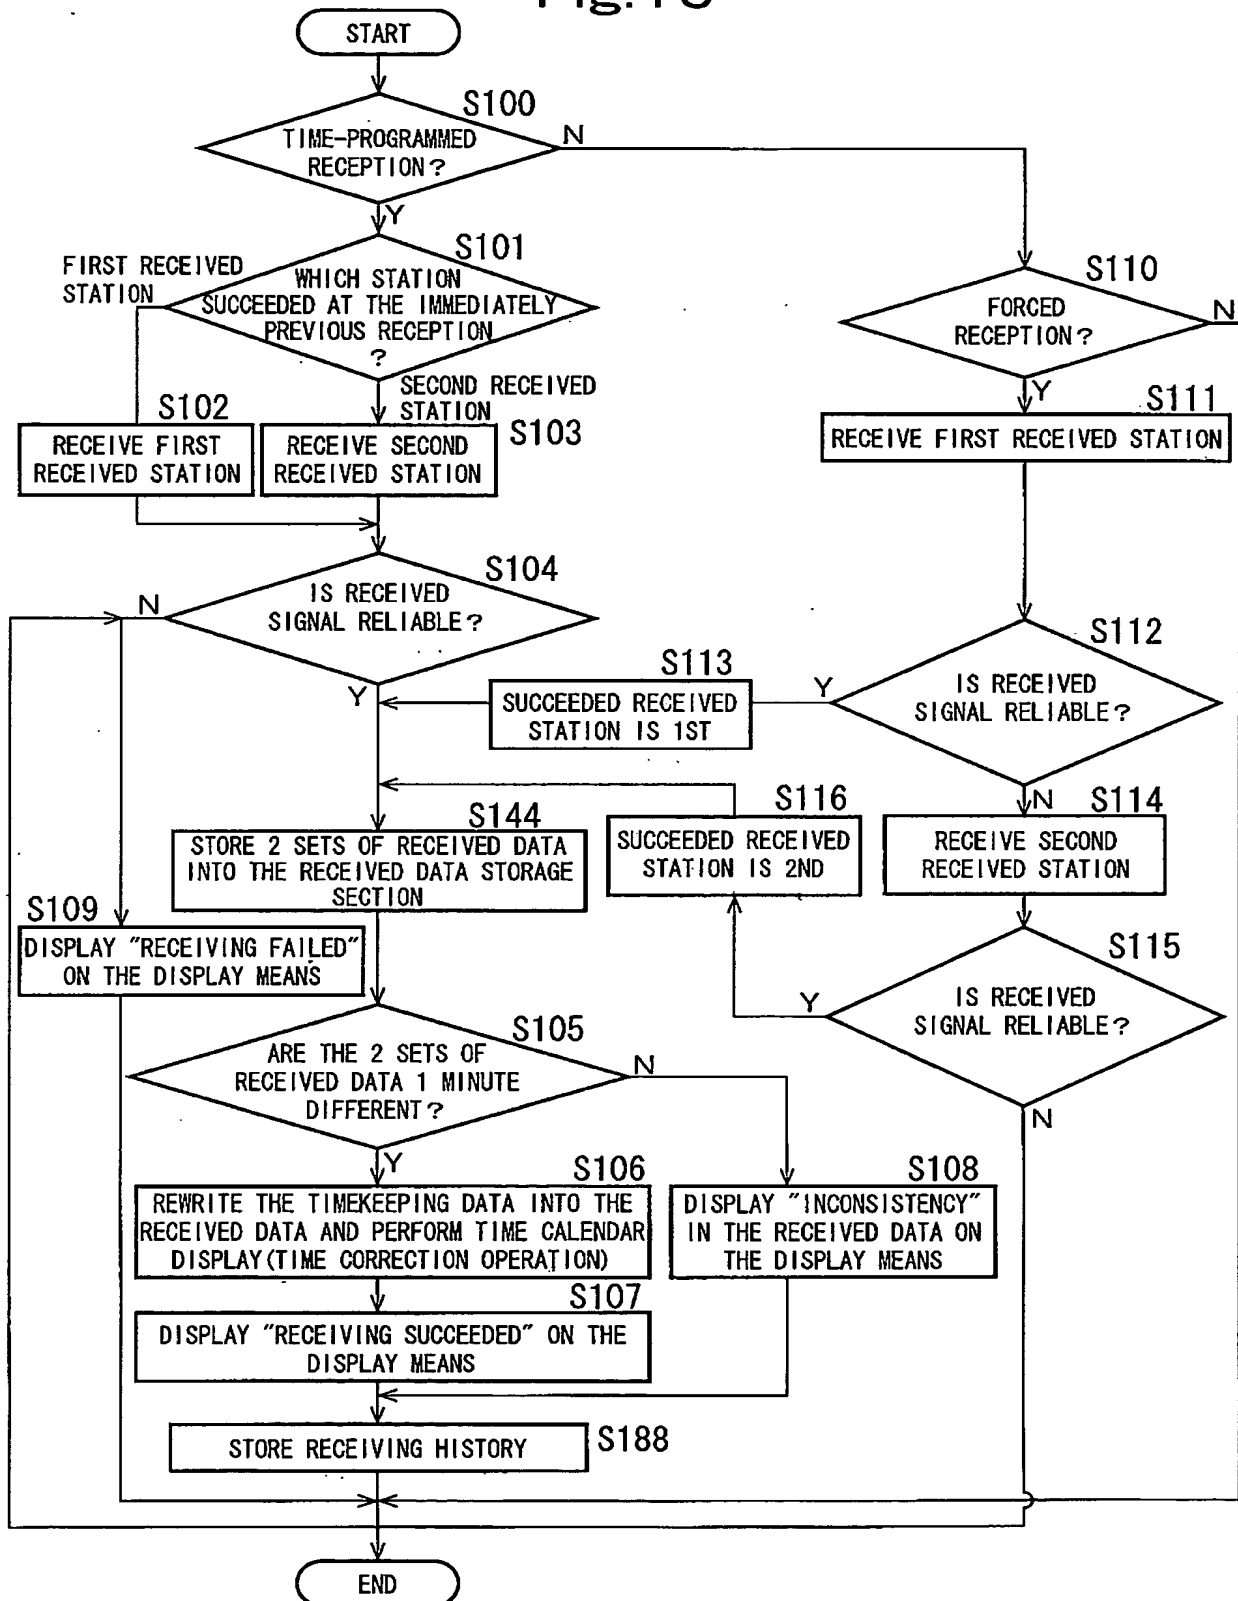 START
S100
TIME-PROGRAMMED
RECEPTION?
N
Y
S101
FIRST RECEIVED
STATION
WHICH STATION
SUCCEEDED AT THE IMMEDIATELY
PREVIOUS RECEPTION
?
S110
FORCED
RECEPTION?
N
Y
SECOND RECEIVED
STATION
S102
RECEIVE FIRST
RECEIVED STATION
S103
RECEIVE SECOND
RECEIVED STATION
S111
RECEIVE FIRST RECEIVED STATION
S104
IS RECEIVED
SIGNAL RELIABLE?
N
Y
S112
IS RECEIVED
SIGNAL RELIABLE?
Y
N
S113
SUCCEEDED RECEIVED
STATION IS 1ST
S114
RECEIVE SECOND
RECEIVED STATION
S116
SUCCEEDED RECEIVED
STATION IS 2ND
S144
STORE 2 SETS OF RECEIVED DATA
INTO THE RECEIVED DATA STORAGE
SECTION
S109
DISPLAY "RECEIVING FAILED"
ON THE DISPLAY MEANS
S115
IS RECEIVED
SIGNAL RELIABLE?
Y
N
S105
ARE THE 2 SETS OF
RECEIVED DATA 1 MINUTE
DIFFERENT?
N
Y
S106
REWRITE THE TIMEKEEPING DATA INTO THE
RECEIVED DATA AND PERFORM TIME CALENDAR
DISPLAY(TIME CORRECTION OPERATION)
S108
DISPLAY "INCONSISTENCY"
IN THE RECEIVED DATA ON
THE DISPLAY MEANS
S107
DISPLAY "RECEIVING SUCCEEDED" ON THE
DISPLAY MEANS
STORE RECEIVING HISTORY
S188
END